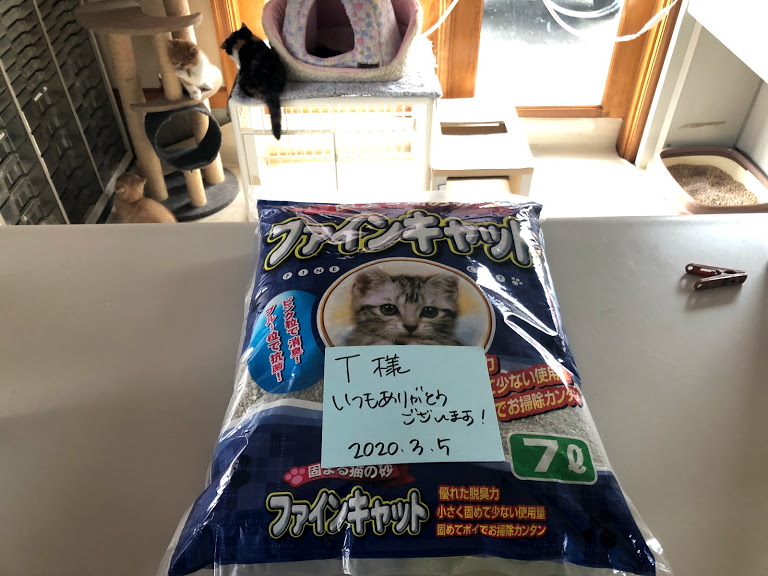 ファインキャット
FINE CAT
ピンク粒で消臭!
ブルー粒で抗菌!
力
少ない使用
でお掃除カンタン
T様
いつもありがとう
ございます!
2020.3.5
7ℓ
固まる猫の砂
ファインキャット
優れた脱臭力
小さく固めて少ない使用量
固めてポイでお掃除カンタン